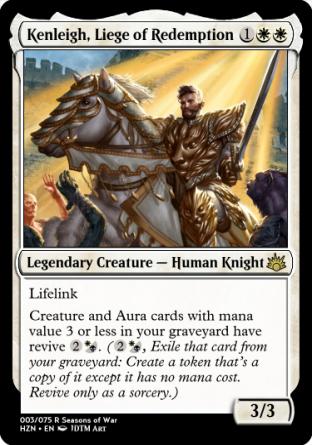 Kenleigh, Liege of Redemption 1
Legendary Creature — Human Knight
Lifelink
Creature and Aura cards with mana
value 3 or less in your graveyard have
revive 2 . ( 2 , Exile that card from
your graveyard: Create a token that's a
copy of it except it has no mana cost.
Revive only as a sorcery.)
3/3
003/075 R Seasons of War
HZN • EN JDTM ART